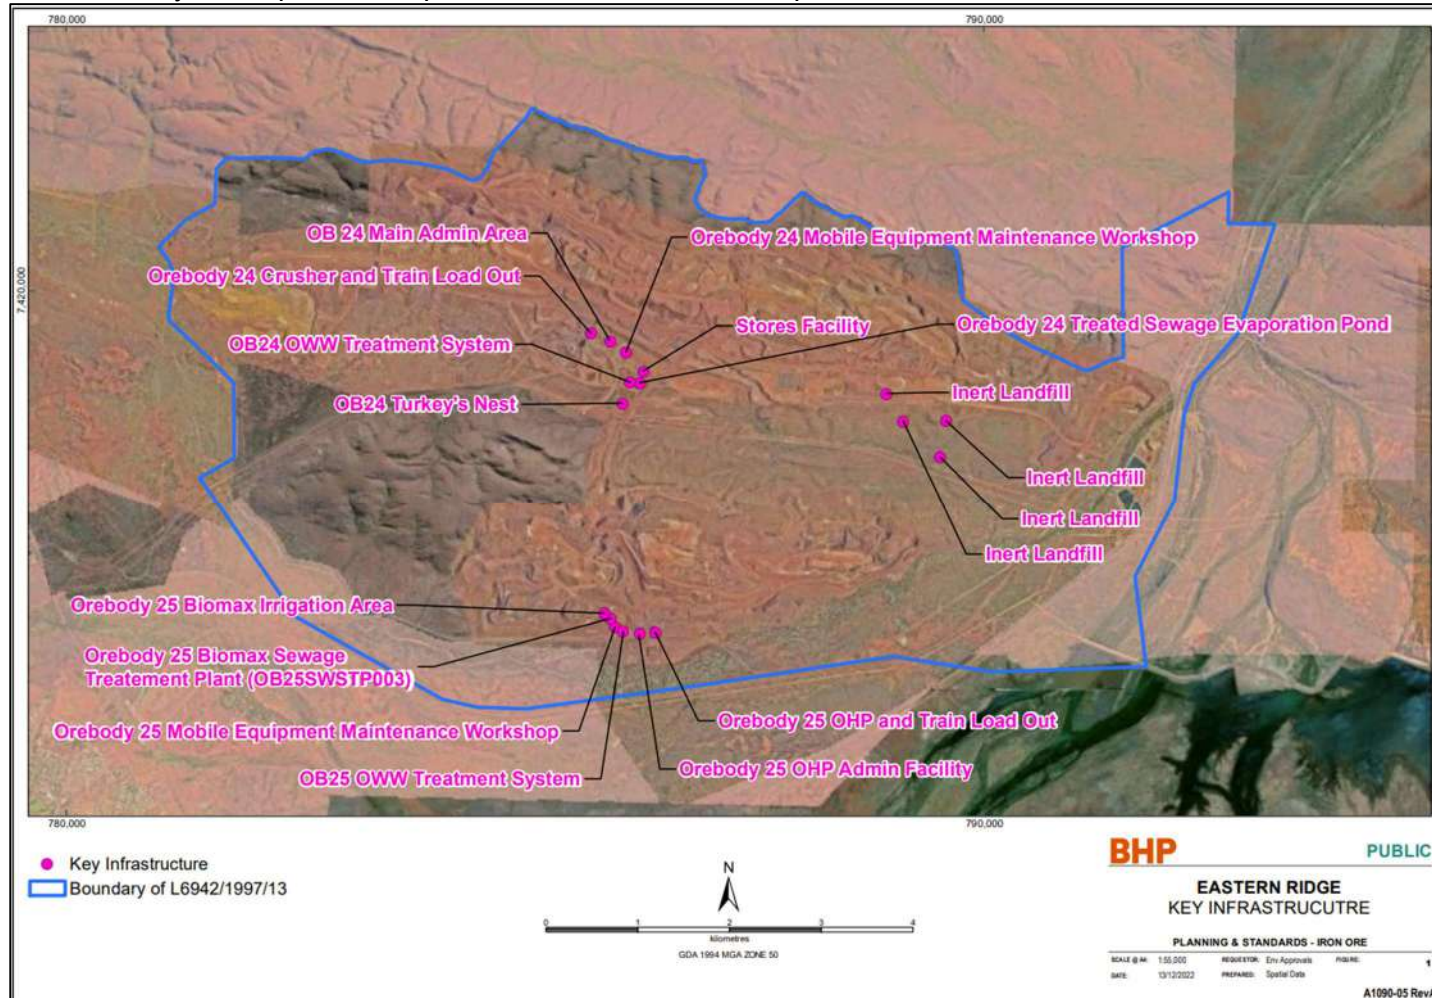 780,000
790,000
7,420,000
OB 24 Main Admin Area
Orebody 24 Mobile Equipment Maintenance Workshop
Orebody 24 Crusher and Train Load Out
Stores Facility
Orebody 24 Treated Sewage Evaporation Pond
OB24 OWW Treatment System
OB24 Turkey's Nest
Inert Landfill
Inert Landfill
Inert Landfill
Inert Landfill
Orebody 25 Biomax Irrigation Area
Orebody 25 Biomax Sewage
Treatement Plant (OB25SWSTP003)
Orebody 25 Mobile Equipment Maintenance Workshop
OB25 OWW Treatment System
Orebody 25 OHP and Train Load Out
Orebody 25 OHP Admin Facility
780,000
790,000
Key Infrastructure
Boundary of L6942/1997/13
N
0 1 2 3 4
kilometres
GDA 1994 MGA ZONE 50
BHP
PUBLIC
EASTERN RIDGE
KEY INFRASTRUCUTRE
PLANNING & STANDARDS - IRON ORE
SCALE @ A4: 1:55,000 REQUESTOR: Env Approvals FIGURE: 1
DATE: 13/12/2022 PREPARED: Spatial Data
A1090-05 RevA